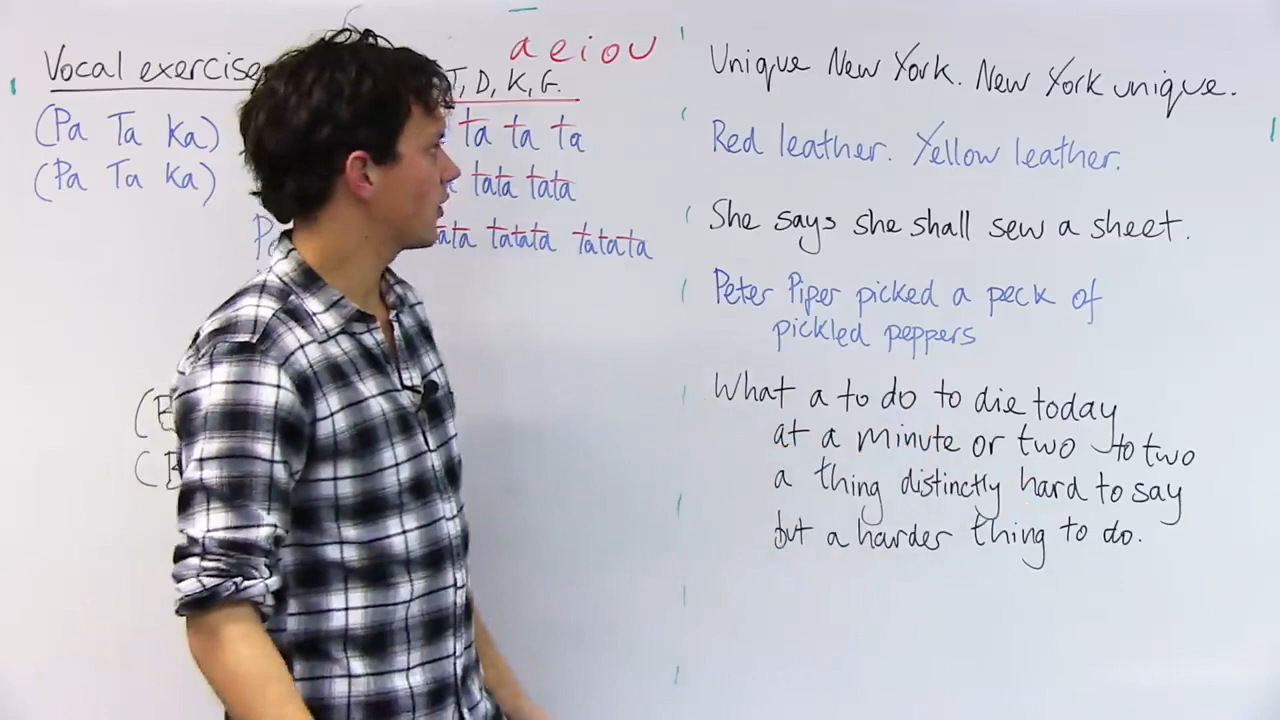 Vocal exercise
a e i o u
T, D, K, G.
(Pa Ta Ka)
ta ta ta
(Pa Ta Ka)
tata tata
tatata tatata
Unique New York. New York unique.
Red leather. Yellow leather.
She says she shall sew a sheet.
Peter Piper picked a peck of
pickled peppers
What a to do to die today
at a minute or two to two
a thing distinctly hard to say
but a harder thing to do.